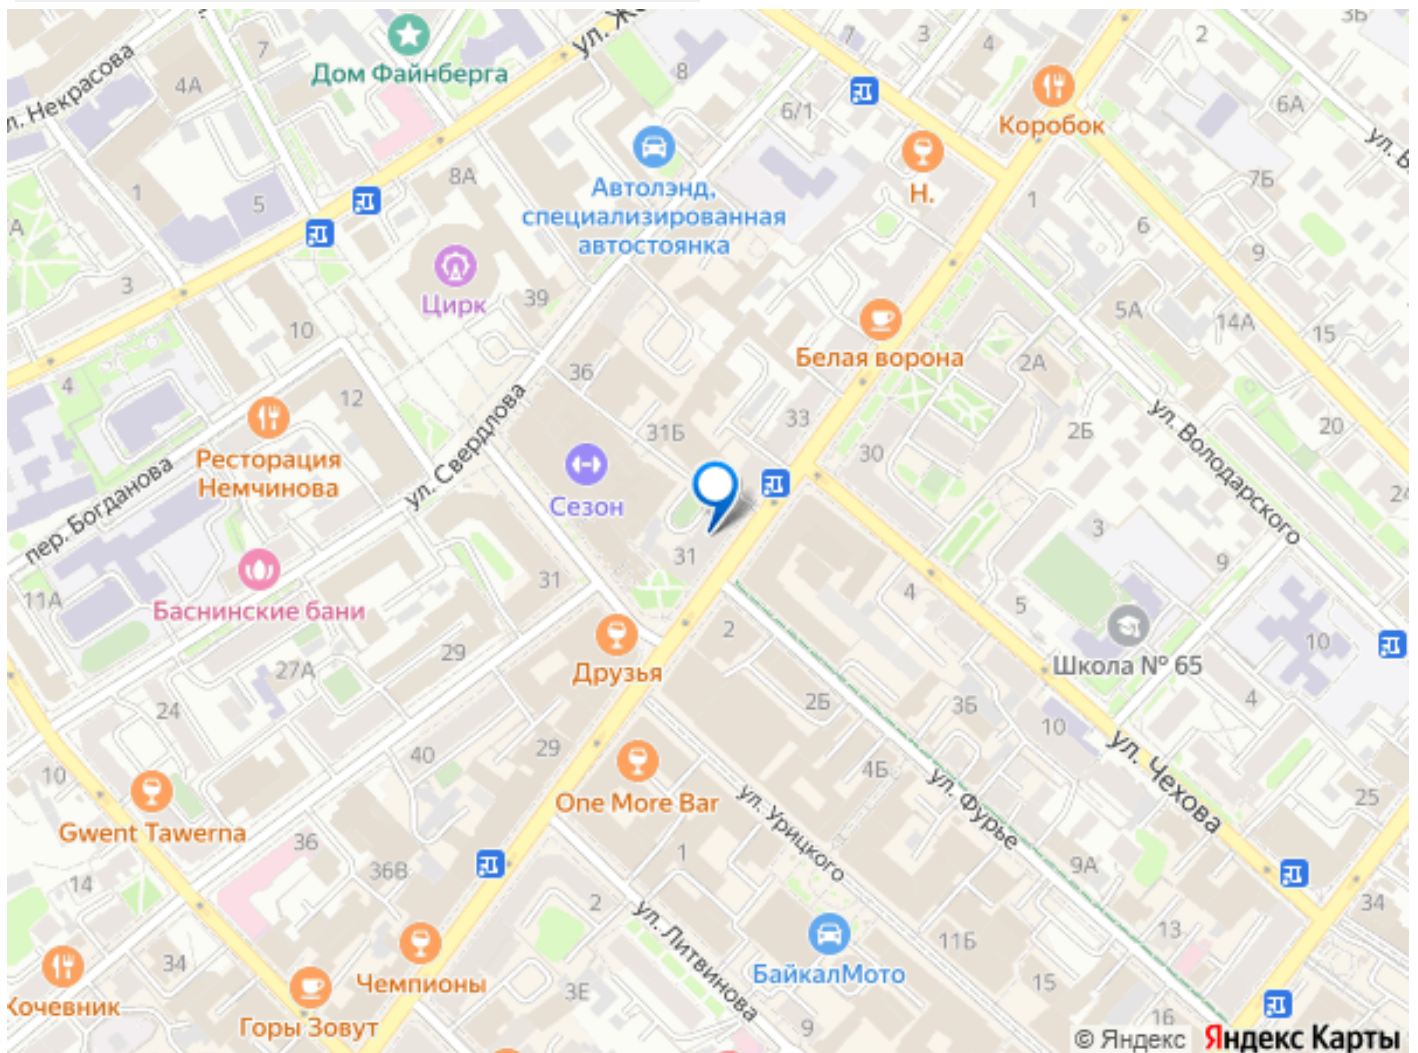 ул. Некрасова
7
4А
Дом Файнберга
ул. Же
8
7
3
4
2
3Б
6/1
Коробок
6А
Н.
1
5
8А
Автолэнд,
специализированная
автостоянка
7Б
1
6
9
А
3
Цирк
39
10
Белая ворона
5А
14А
15
2А
4
12
36
33
31Б
30
2Б
20
ул. Володарского
Ресторация
Немчинова
ул. Свердлова
Сезон
24
пер. Богданова
3
9
31
31
4
5
11А
Баснинские бани
Друзья
2
10
Школа № 65
29
27А
24
2Б
3Б
10
4
ул. Чехова
40
29
4Б
10
One More Bar
ул. Урицкого
ул. Фурье
25
Gwent Tawerna
36
36В
1
9А
14
2
34
ул. Литвинова
Чемпионы
БайкалМото
11Б
13
34
Кочевник
3Е
15
Горы Зовут
9
16
© Яндекс Яндекс Карты